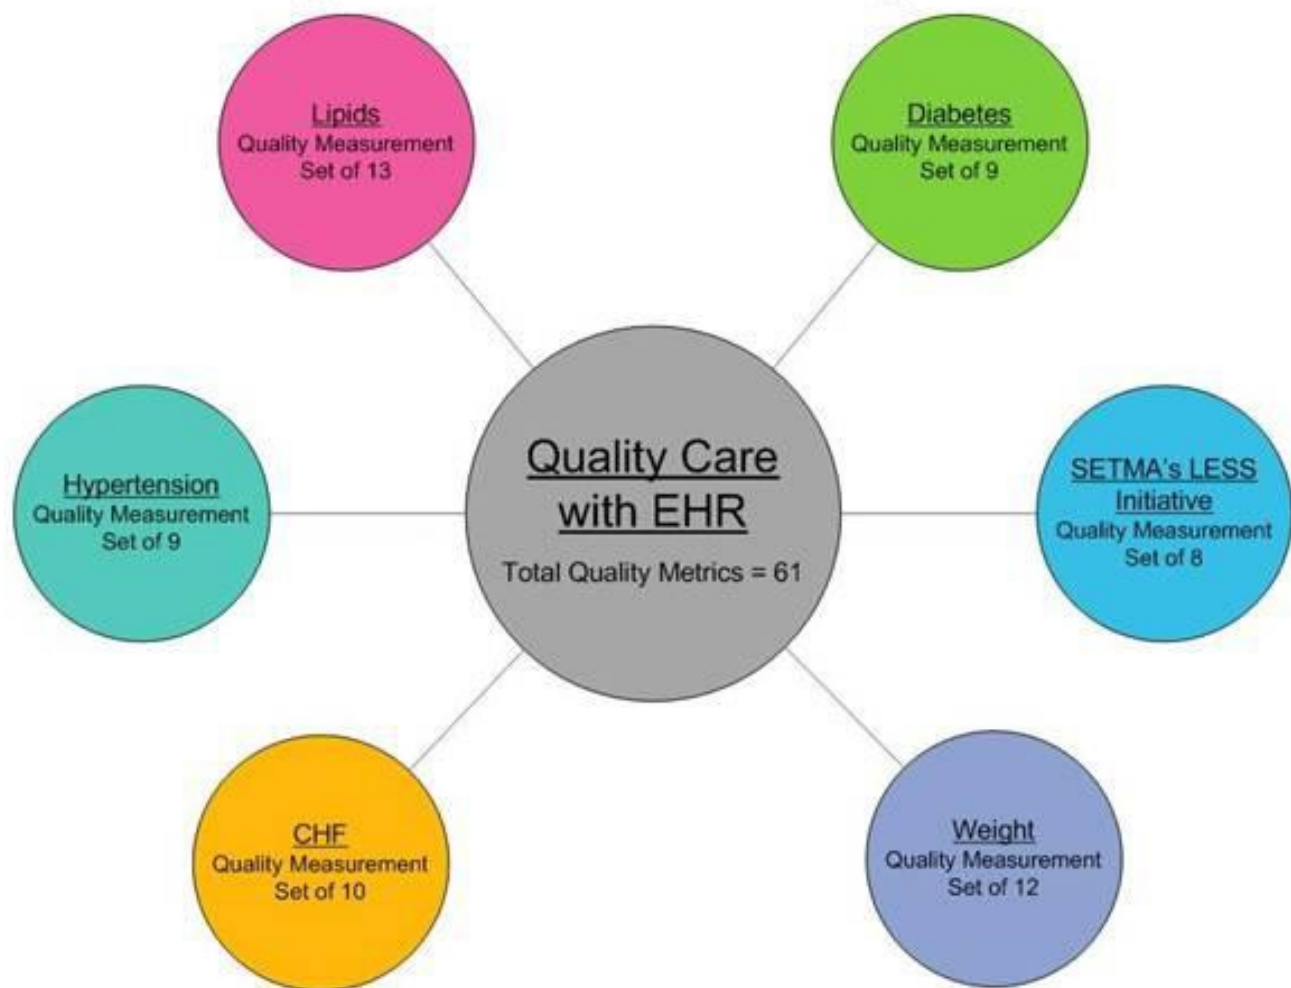 Lipids
Quality Measurement
Set of 13
Diabetes
Quality Measurement
Set of 9
Hypertension
Quality Measurement
Set of 9
Quality Care
with EHR
Total Quality Metrics = 61
SETMA's LESS
Initiative
Quality Measurement
Set of 8
CHF
Quality Measurement
Set of 10
Weight
Quality Measurement
Set of 12